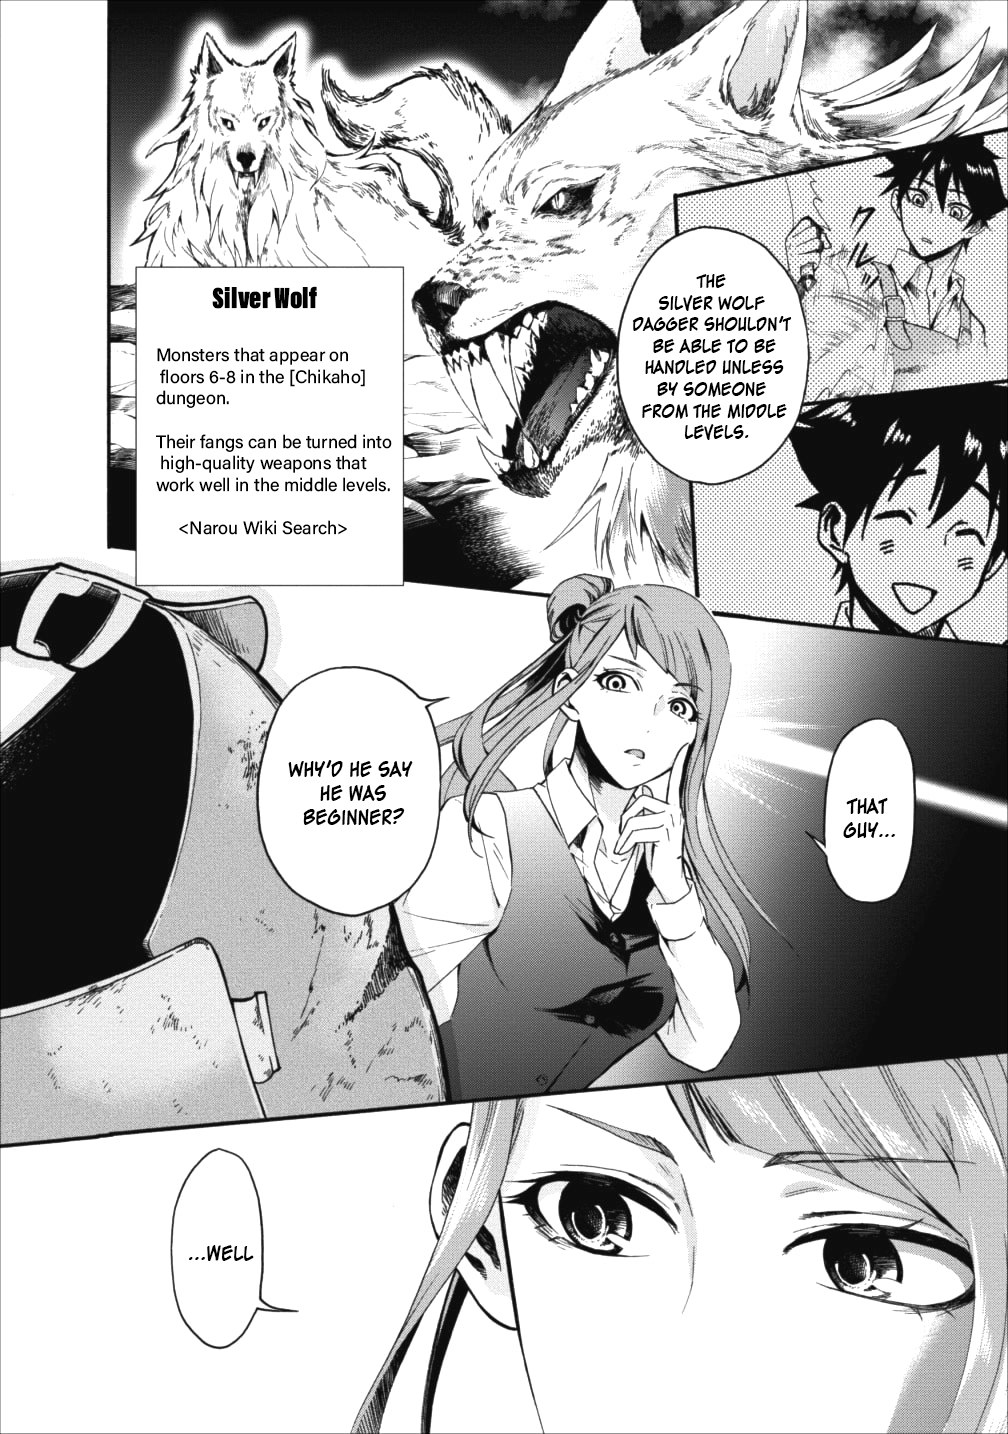 グ
グ
THE
SILVER WOLF
DAGGER SHOULDN'T
BE ABLE TO BE
HANDLED UNLESS
BY SOMEONE
FROM THE MIDDLE
LEVELS.
Silver Wolf
Monsters that appear on
floors 6-8 in the [Chikaho]
dungeon.
Their fangs can be turned into
high-quality weapons that
work well in the middle levels.
<Narou Wiki Search>
THAT
GUY...
WHY'D HE SAY
HE WAS
BEGINNER?
...WELL